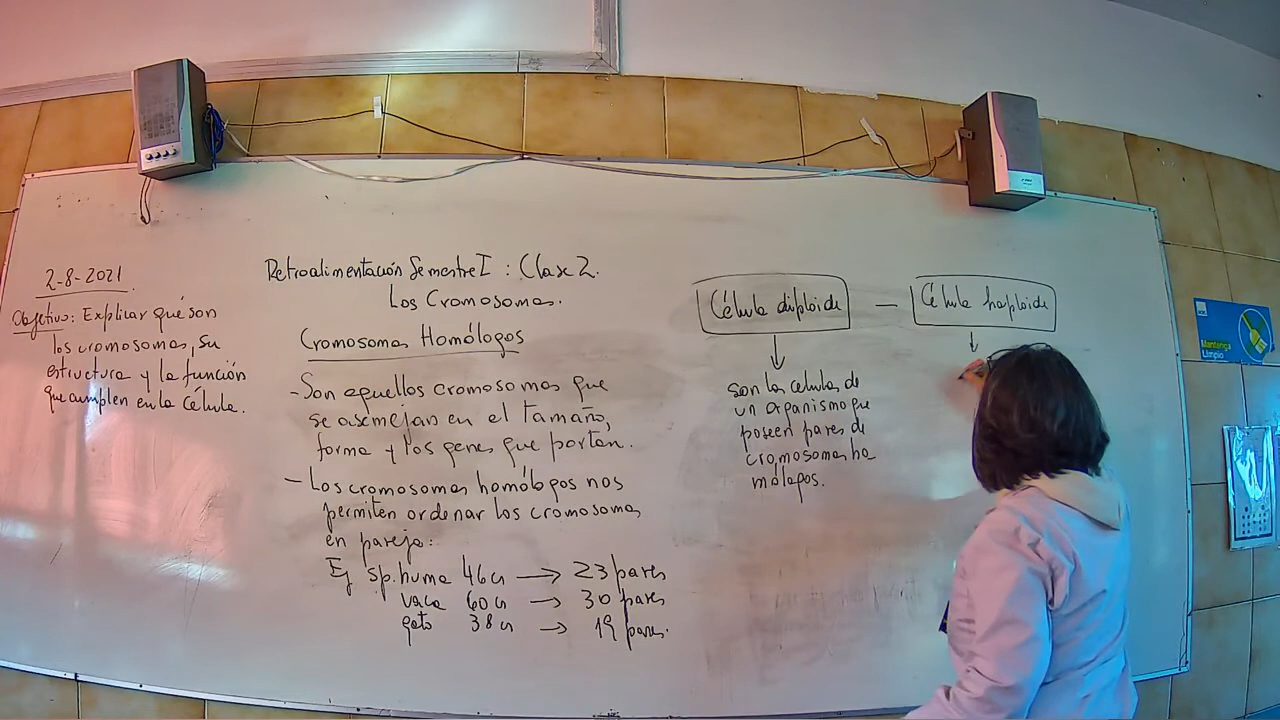 2-8-2021
Objetivo: Explicar qué son
los cromosomas, su
estructura y la función
que cumplen en la célula.
Retroalimentación Semestre I : Clase 2.
Los Cromosomas.
Cromosomas Homólogos
- Son aquellos cromosomas que
se asemejan en el tamaño,
forma y los genes que portan.
- Los cromosomas homólogos nos
permiten ordenar los cromosomas
en pareja:
Ej sp. huma 46 cr → 23 pares
vaca 60 cr → 30 pares
gato 38 cr → 19 pares.
Célula diploide — Célula haploide
son las células de
un organismo que
poseen pares de
cromosomas ho
mólogos.
Mantenga
Limpio